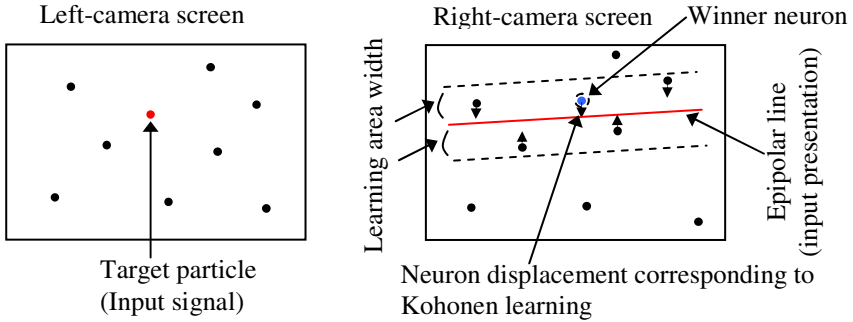 Left-camera screen
Right-camera screen
Winner neuron
Learning area width
Epipolar line
(input presentation)
Target particle
(Input signal)
Neuron displacement corresponding to
Kohonen learning